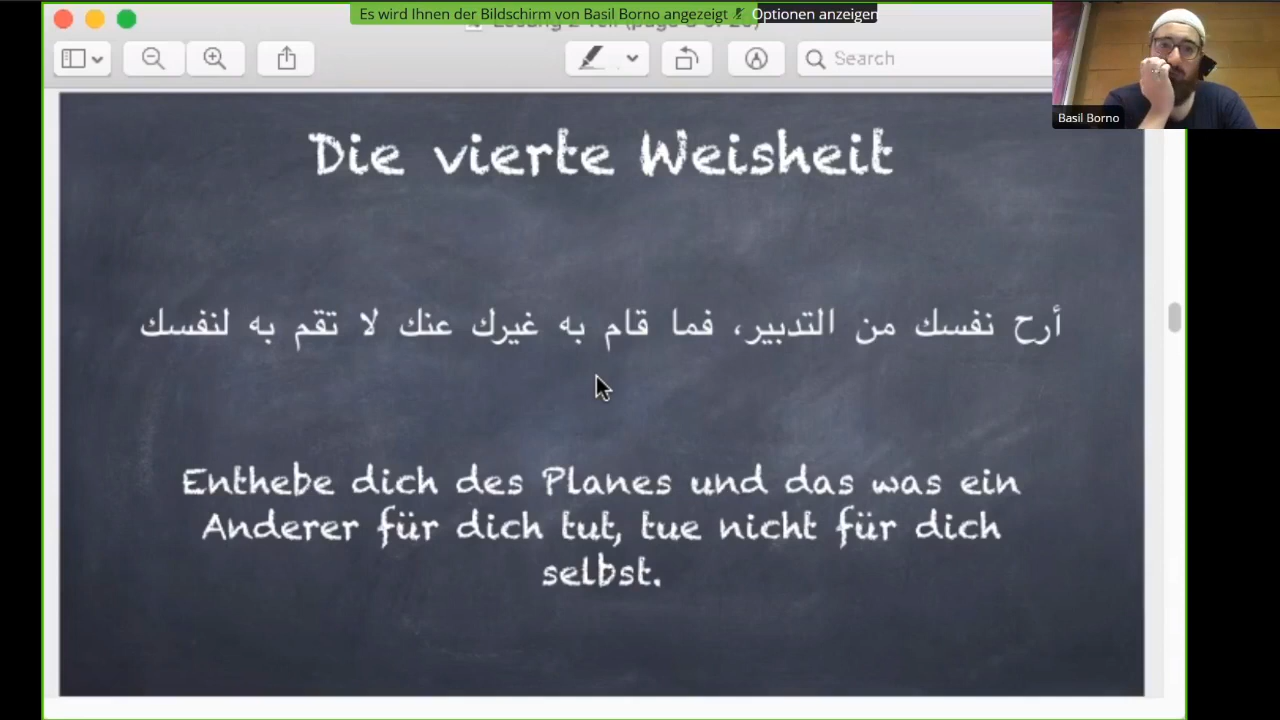 Es wird Ihnen der Bildschirm von Basil Borno angezeigt
Optionen anzeigen
Search
Basil Borno
Die vierte Weisheit
أرح نفسك من التدبير، فما قام به غيرك عنك لا تقم به لنفسك
Enthebe dich des Planes und das was ein
Anderer für dich tut, tue nicht für dich
selbst.